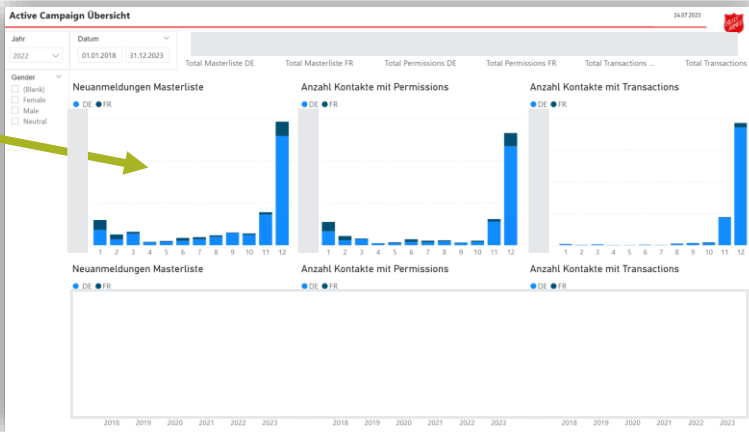 Active Campaign Übersicht
24.07.2023
Jahr
2022
Datum
01.01.2018 31.12.2023
Total Masterliste DE Total Masterliste FR Total Permissions DE Total Permissions FR Total Transactions ... Total Transactions
Gender
(Blank)
Female
Male
Neutral
Neuanmeldungen Masterliste
DE FR
1 2 3 4 5 6 7 8 9 10 11 12
Anzahl Kontakte mit Permissions
DE FR
1 2 3 4 5 6 7 8 9 10 11 12
Anzahl Kontakte mit Transactions
DE FR
1 2 3 4 5 6 7 8 9 10 11 12
Neuanmeldungen Masterliste
DE FR
2018 2019 2020 2021 2022 2023
Anzahl Kontakte mit Permissions
DE FR
2018 2019 2020 2021 2022 2023
Anzahl Kontakte mit Transactions
DE FR
2018 2019 2020 2021 2022 2023